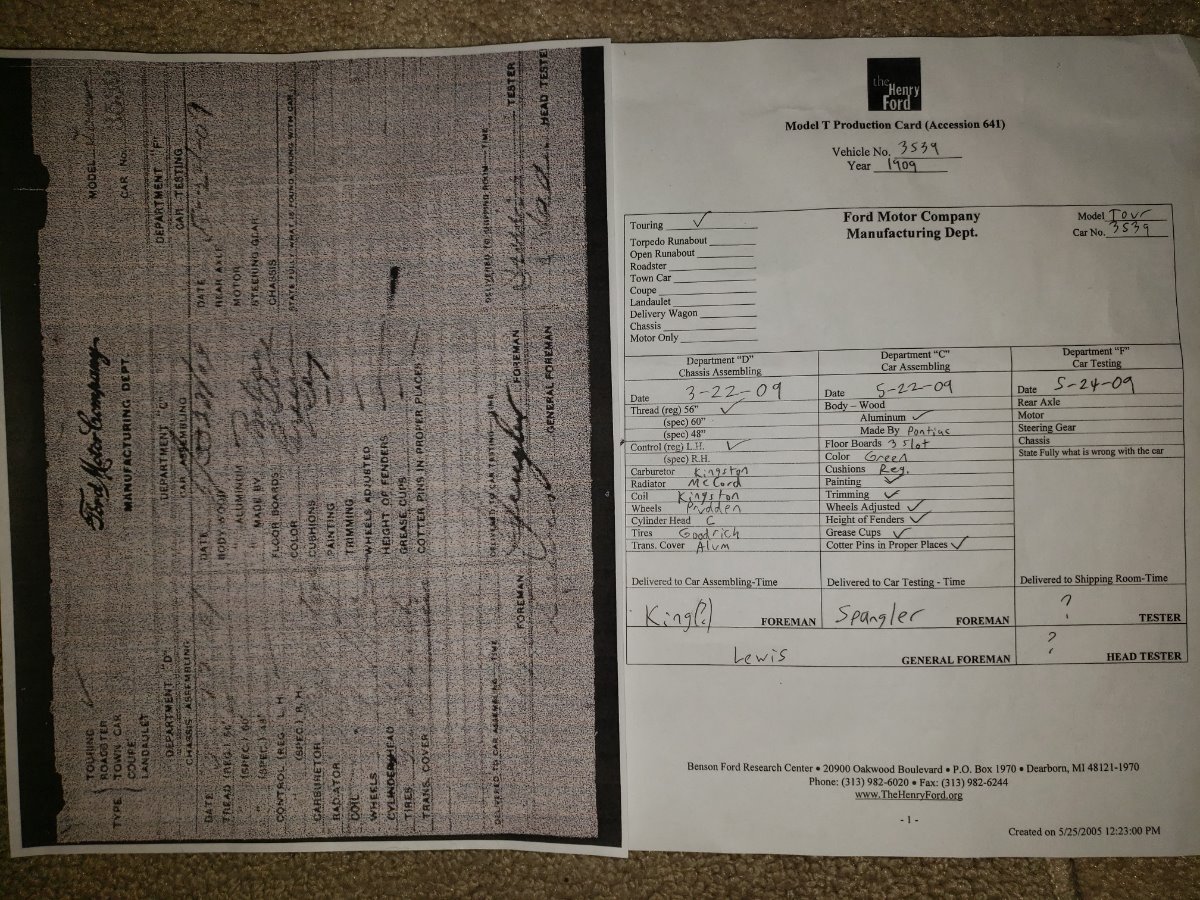 Ford Motor Company
MANUFACTURING DEPT
MODEL
CAR No.
TYPE
TOURING
ROADSTER
TOWN CAR
COUPE
LANDAULET
DEPARTMENT "D"
CHASSIS ASSEMBLING
DATE
TREAD (REG) 56"
(SPEC.) 60"
(SPEC.) 48"
CONTROL (REG.) L. H.
(SPEC.) R. H.
CARBURETOR
RADIATOR
COIL
WHEELS
CYLINDER HEAD
TIRES
TRANS. COVER
DELIVERED TO CAR ASSEMBLING TIME
FOREMAN
DEPARTMENT "C"
CAR ASSEMBLING
DATE
BODY-WOOD
ALUMINUM
MADE BY
FLOOR BOARDS
COLOR
CUSHIONS
PAINTING
TRIMMING
WHEELS ADJUSTED
HEIGHT OF FENDERS
GREASE CUPS
COTTER PINS IN PROPER PLACE
DELIVERED TO CAR TESTING TIME
Spangler FOREMAN
GENERAL FOREMAN
DEPARTMENT "F"
CAR TESTING
DATE 5-24-09
REAR AXLE
MOTOR
STEERING GEAR
CHASSIS
STATE FULLY WHAT IS FOUND WRONG WITH CAR
DELIVERED TO SHIPPING ROOM TIME
TESTER
HEAD TESTER
the Henry Ford
Model T Production Card (Accession 641)
Vehicle No. 3539
Year 1909
Touring ✓
Torpedo Runabout
Open Runabout
Roadster
Town Car
Coupe
Landaulet
Delivery Wagon
Chassis
Motor Only
Ford Motor Company
Manufacturing Dept.
Model Tour
Car No. 3539
Department "D"
Chassis Assembling
Date 3-22-09
Thread (reg) 56" ✓
(spec) 60"
(spec) 48"
Control (reg) L.H. ✓
(spec) R.H.
Carburetor Kingston
Radiator McCord
Coil Kingston
Wheels Prudden
Cylinder Head C
Tires Goodrich
Trans. Cover Alum
Delivered to Car Assembling-Time
King(?) FOREMAN
Department "C"
Car Assembling
Date 5-22-09
Body – Wood
Aluminum ✓
Made By Pontiac
Floor Boards 3 slot
Color Green
Cushions Reg.
Painting ✓
Trimming ✓
Wheels Adjusted ✓
Height of Fenders ✓
Grease Cups ✓
Cotter Pins in Proper Places ✓
Delivered to Car Testing - Time
Spangler FOREMAN
Lewis GENERAL FOREMAN
Department "F"
Car Testing
Date 5-24-09
Rear Axle
Motor
Steering Gear
Chassis
State Fully what is wrong with the car
Delivered to Shipping Room-Time
? TESTER
? HEAD TESTER
Benson Ford Research Center • 20900 Oakwood Boulevard • P.O. Box 1970 • Dearborn, MI 48121-1970
Phone: (313) 982-6020 • Fax: (313) 982-6244
www.TheHenryFord.org
- 1 -
Created on 5/25/2005 12:23:00 PM